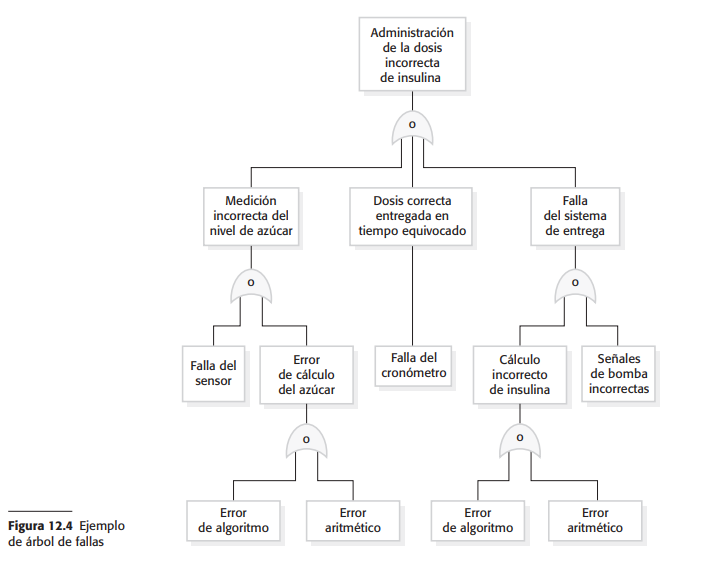 Administración
de la dosis
incorrecta
de insulina
o
Medición
incorrecta del
nivel de azúcar
Dosis correcta
entregada en
tiempo equivocado
Falla
del sistema
de entrega
o
o
Falla del
sensor
Error
de cálculo
del azúcar
Falla del
cronómetro
Cálculo
incorrecto
de insulina
Señales
de bomba
incorrectas
o
o
Error
de algoritmo
Error
aritmético
Error
de algoritmo
Error
aritmético
Figura 12.4 Ejemplo
de árbol de fallas